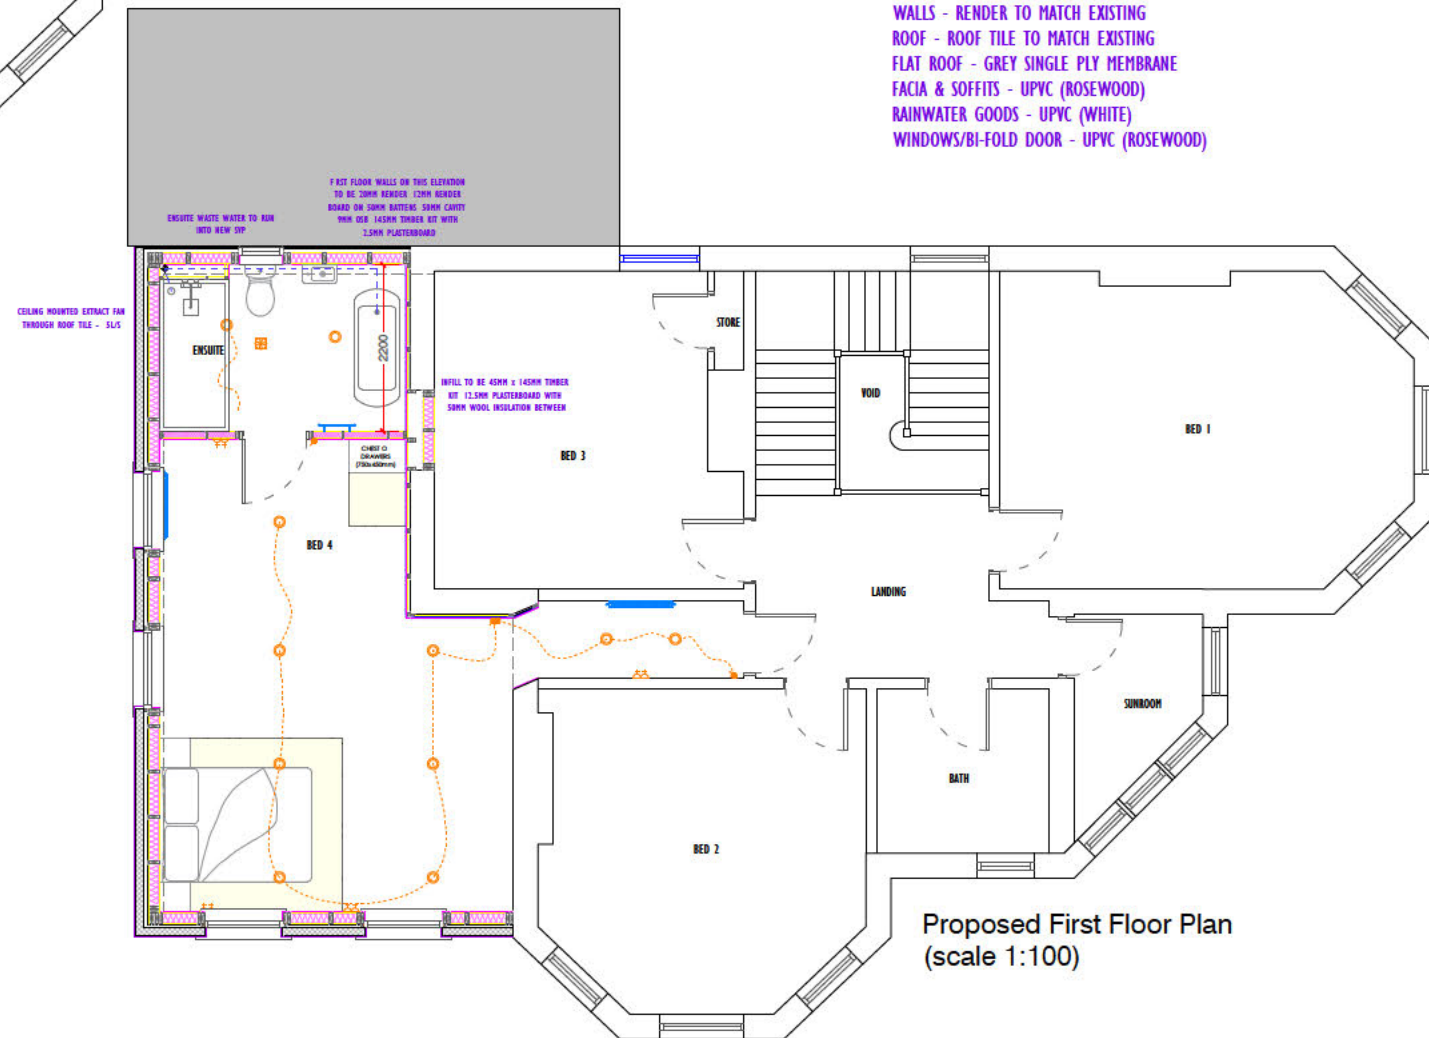 WALLS - RENDER TO MATCH EXISTING
ROOF - ROOF TILE TO MATCH EXISTING
FLAT ROOF - GREY SINGLE PLY MEMBRANE
FACIA & SOFFITS - UPVC (ROSEWOOD)
RAINWATER GOODS - UPVC (WHITE)
WINDOWS/BI-FOLD DOOR - UPVC (ROSEWOOD)
F RST FLOOR WALLS ON THIS ELEVATION
TO BE 20MM RENDER 12MM RENDER
BOARD ON 50MM BATTENS 50MM CAVITY
9MM OSB 145MM TIMBER KIT WITH
2.5MM PLASTERBOARD
ENSUITE WASTE WATER TO RUN
INTO NEW SVP
CEILING MOUNTED EXTRACT FAN
THROUGH ROOF TILE - 5L/S
ENSUITE
2200
STORE
INFILL TO BE 45MM x 145MM TIMBER
KIT 12.5MM PLASTERBOARD WITH
50MM WOOL INSULATION BETWEEN
VOID
BED 1
CHEST O
DRAWERS
(750x450mm)
BED 3
BED 4
LANDING
SUNROOM
BATH
BED 2
Proposed First Floor Plan
(scale 1:100)